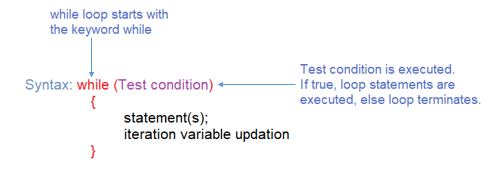 while loop starts with
the keyword while
Syntax: while (Test condition)
Test condition is executed.
If true, loop statements are
executed, else loop terminates.
{
statement(s);
iteration variable updation
}